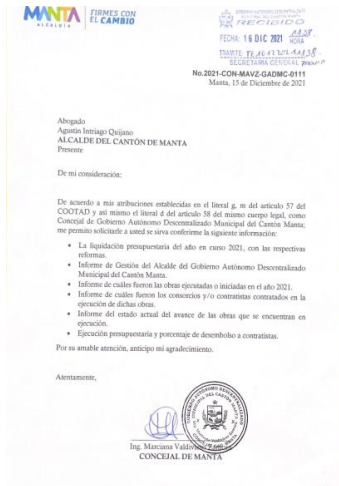 MANTA
ALCALDÍA
FIRMES CON
EL CAMBIO
RECIBIDO
FECHA: 16 DIC 2021
HORA
TRAMITE
SECRETARIA GENERAL
No.2021-CON-MAVZ-GADMC-0111
Manta, 15 de Diciembre de 2021
Abogado
Agustín Intriago Quijano
ALCALDE DEL CANTÓN DE MANTA
Presente
De mi consideración:
De acuerdo a mis atribuciones establecidas en el literal g, m del artículo 57 del
COOTAD y así mismo el literal d del artículo 58 del mismo cuerpo legal, como
Concejal de Gobierno Autónomo Descentralizado Municipal del Cantón Manta;
me permito solicitarle a usted se sirva conferirme la siguiente información:
• La liquidación presupuestaria del año en curso 2021, con las respectivas
reformas.
• Informe de Gestión del Alcalde del Gobierno Autónomo Descentralizado
Municipal del Cantón Manta.
• Informe de cuáles fueron las obras ejecutadas o iniciadas en el año 2021.
• Informe de cuáles fueron los consorcios y/o contratistas contratados en la
ejecución de dichas obras.
• Informe del estado actual del avance de las obras que se encuentran en
ejecución.
• Ejecución presupuestaria y porcentaje de desembolso a contratistas.
Por su amable atención, anticipo mi agradecimiento.
Atentamente,
Ing. Marciana Valdivieso
CONCEJAL DE MANTA